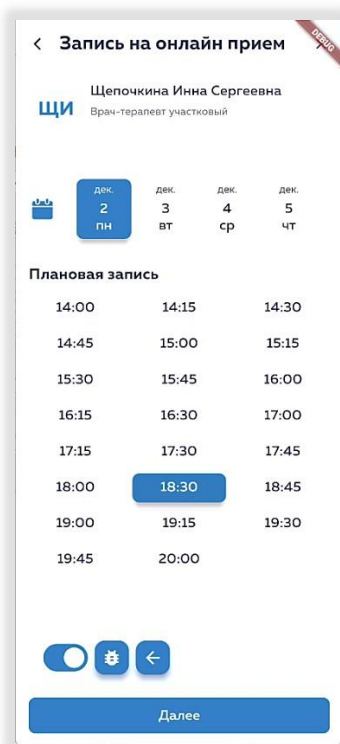 Запись на онлайн прием
DEBUG
ЩИ
Щепочкина Инна Сергеевна
Врач-терапевт участковый
дек. дек. дек. дек.
2 3 4 5
пн вт ср чт
Плановая запись
14:00 14:15 14:30
14:45 15:00 15:15
15:30 15:45 16:00
16:15 16:30 17:00
17:15 17:30 17:45
18:00 18:30 18:45
19:00 19:15 19:30
19:45 20:00
Далее